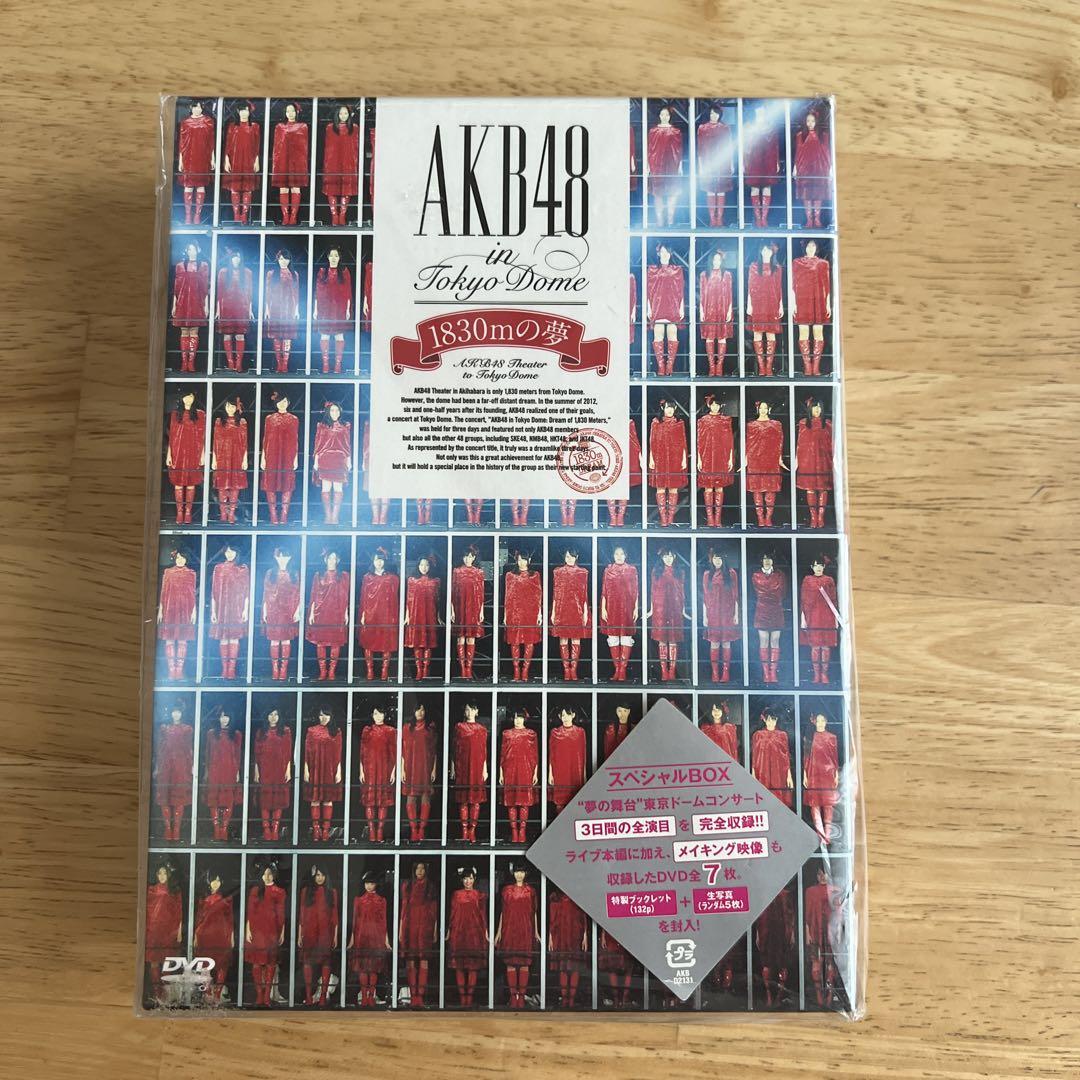 AKB48
in
Tokyo Dome
1830mの夢
AKB48 Theater
to Tokyo Dome
AKB48 Theater in Akihabara is only 1,830 meters from Tokyo Dome.
However, the dome had been a far-off distant dream. In the summer of 2012,
six and one-half years after its founding, AKB48 realized one of their goals,
a concert at Tokyo Dome. The concert, "AKB48 in Tokyo Dome: Dream of 1,830 Meters,"
was held for three days and featured not only AKB48 members
but also all the other 48 groups, including SKE48, NMB48, HKT48, and JKT48.
As represented by the concert title, it truly was a dreamlike three days.
Not only was this a great achievement for AKB48,
but it will hold a special place in the history of the group as their new starting point.
1830m
スペシャルBOX
"夢の舞台"東京ドームコンサート
3日間の全演目を完全収録!!
ライブ本編に加え、メイキング映像も
収録したDVD全7枚。
特製ブックレット(132p)+生写真(ランダム5枚)
を封入!
プラ
AKB
D2131
DVD